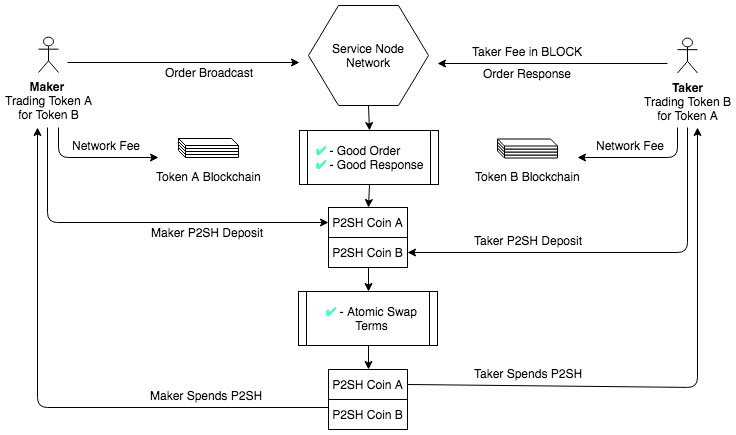 Service Node
Network
Taker Fee in BLOCK
Order Broadcast
Order Response
Maker
Trading Token A
for Token B
Taker
Trading Token B
for Token A
Network Fee
Token A Blockchain
✔ - Good Order
✔ - Good Response
Network Fee
Token B Blockchain
P2SH Coin A
Maker P2SH Deposit
P2SH Coin B
Taker P2SH Deposit
✔ - Atomic Swap
Terms
P2SH Coin A
Taker Spends P2SH
Maker Spends P2SH
P2SH Coin B